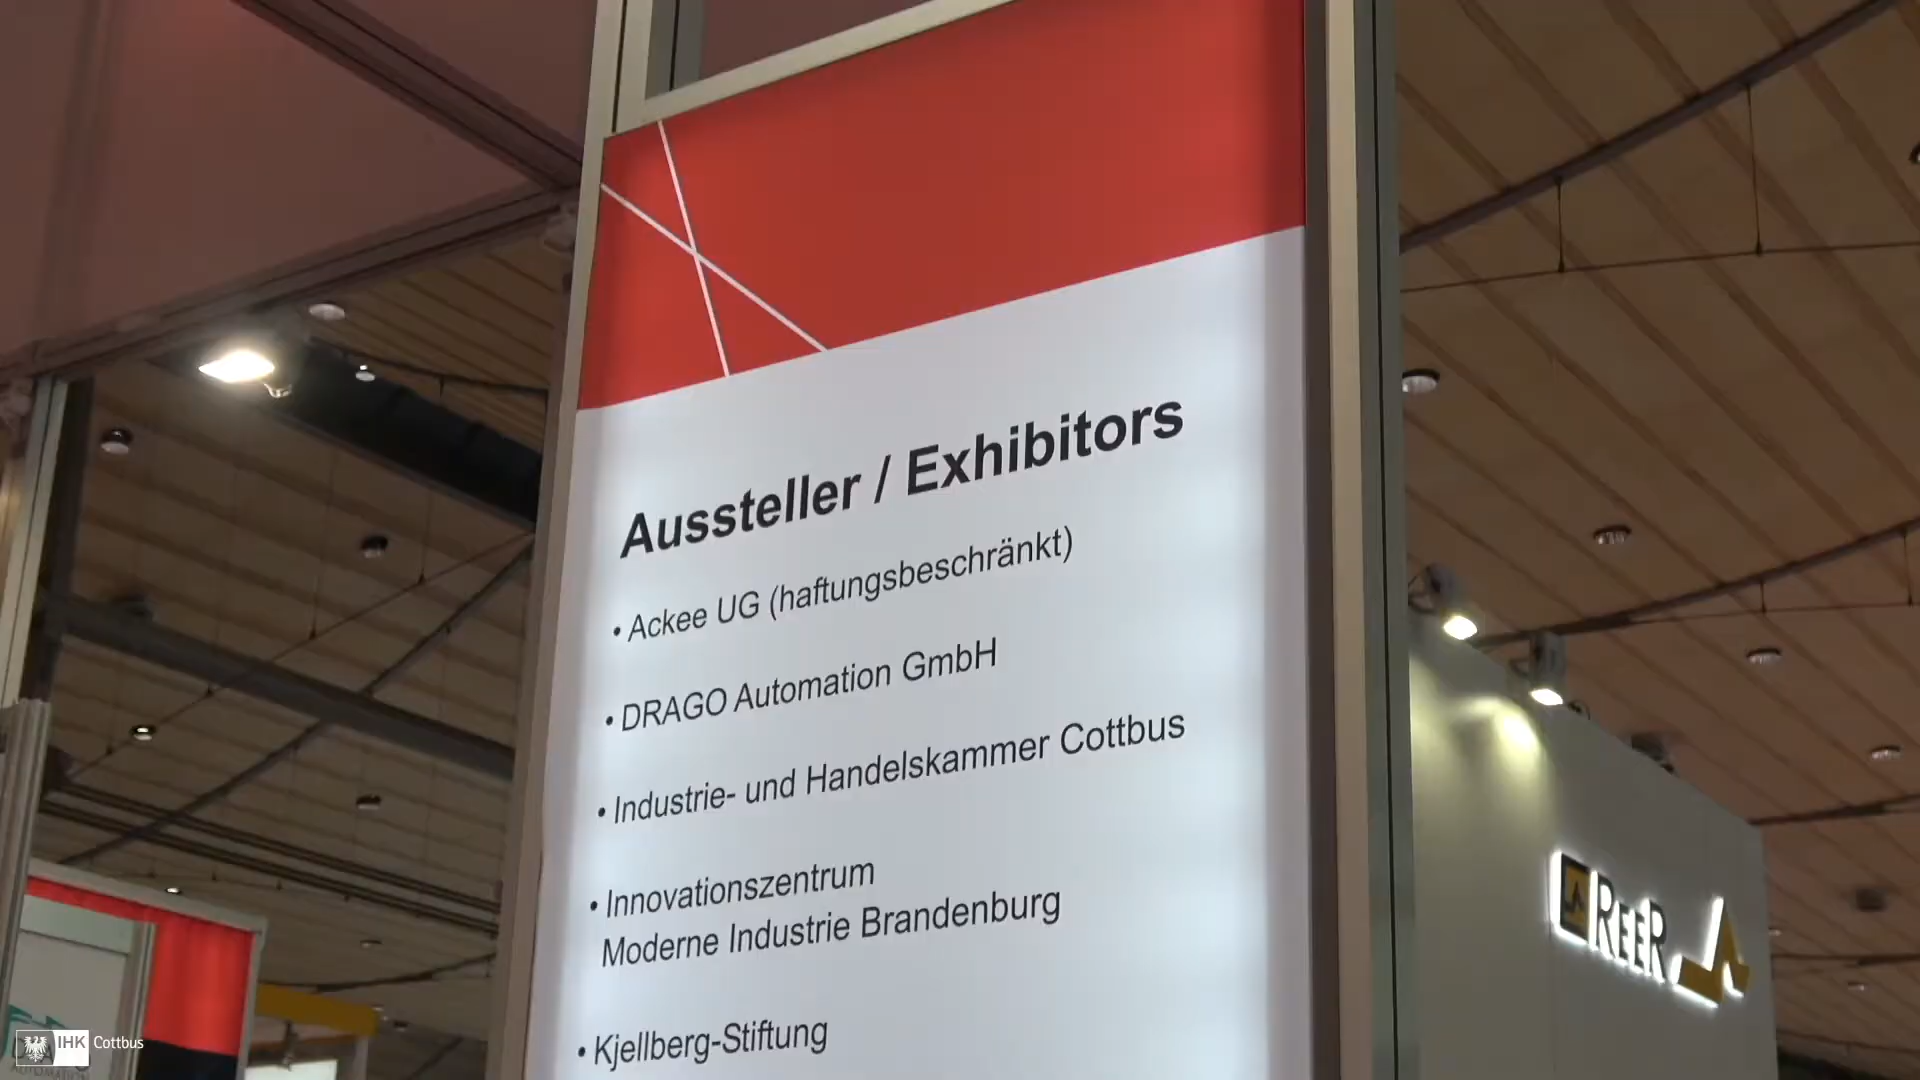 Aussteller / Exhibitors
• Ackee UG (haftungsbeschränkt)
• DRAGO Automation GmbH
• Industrie- und Handelskammer Cottbus
• Innovationszentrum
Moderne Industrie Brandenburg
• Kjellberg-Stiftung
REER
IHK Cottbus
AUTOMATION